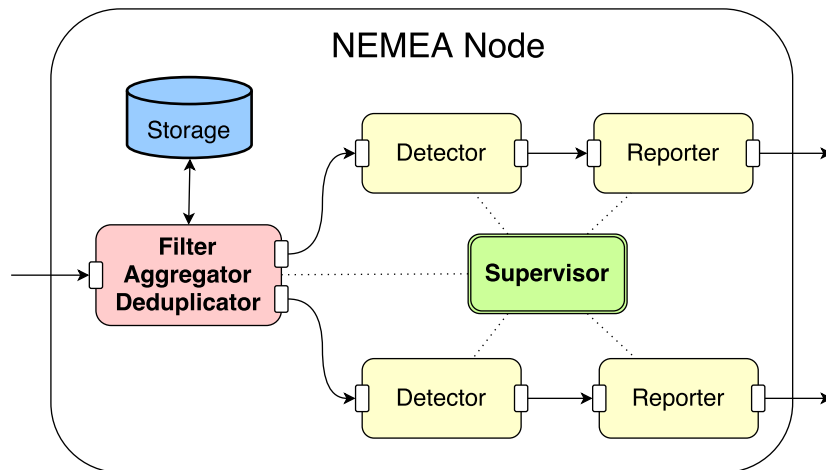 NEMEA Node
Storage
Detector
Reporter
Filter
Aggregator
Deduplicator
Supervisor
Detector
Reporter